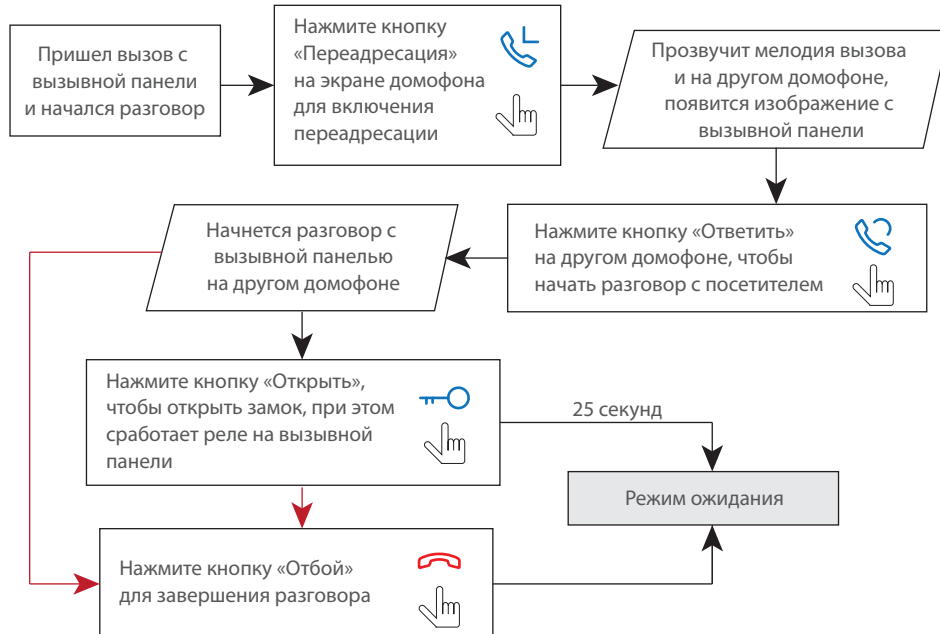 Пришел вызов с
вызывной панели
и начался разговор
Нажмите кнопку
«Переадресация»
на экране домофона
для включения
переадресации
Прозвучит мелодия вызова
и на другом домофоне,
появится изображение с
вызывной панели
Нажмите кнопку «Ответить»
на другом домофоне, чтобы
начать разговор с посетителем
Начнется разговор с
вызывной панелью
на другом домофоне
Нажмите кнопку «Открыть»,
чтобы открыть замок, при этом
сработает реле на вызывной
панели
25 секунд
Режим ожидания
Нажмите кнопку «Отбой»
для завершения разговора